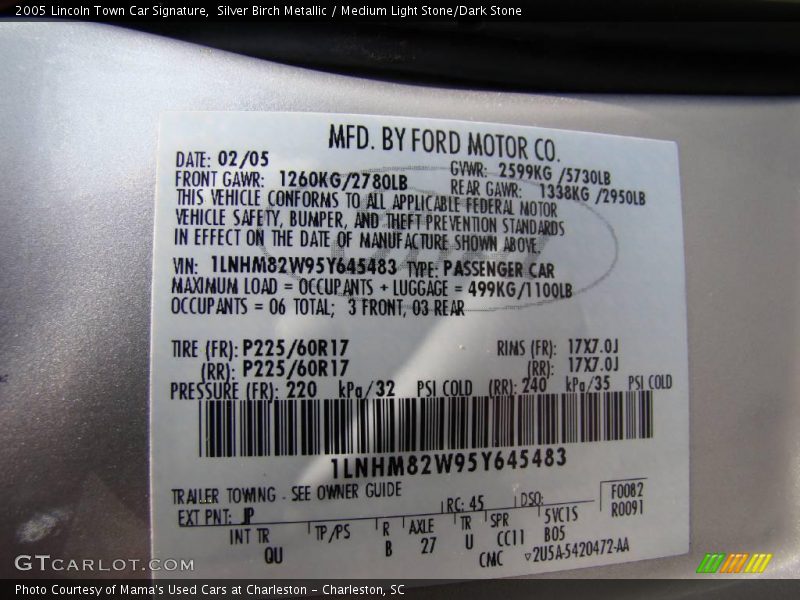 2005 Lincoln Town Car Signature,  Silver Birch Metallic / Medium Light Stone/Dark Stone
MFD. BY FORD MOTOR CO.
DATE: 02/05 GVWR: 2599KG /5730LB
FRONT GAWR: 1260KG/2780LB REAR GAWR: 1338KG /2950LB
THIS VEHICLE CONFORMS TO ALL APPLICABLE FEDERAL MOTOR
VEHICLE SAFETY, BUMPER, AND THEFT PREVENTION STANDARDS
IN EFFECT ON THE DATE OF MANUFACTURE SHOWN ABOVE.
VIN: 1LNHM82W95Y645483 TYPE: PASSENGER CAR
MAXIMUM LOAD = OCCUPANTS + LUGGAGE = 499KG/1100LB
OCCUPANTS = 06 TOTAL; 3 FRONT, 03 REAR
TIRE (FR): P225/60R17 RIMS (FR): 17X7.0J
(RR): P225/60R17 (RR): 17X7.0J
PRESSURE (FR): 220 kPa/32 PSI COLD (RR): 240 kPa/35 PSI COLD
1LNHM82W95Y645483
TRAILER TOWING - SEE OWNER GUIDE
EXT PNT: JP RC: 45 DSO: F0082
R0091
INT TR TP/PS R AXLE TR SPR 5VC15
QU B 27 U CC11 B05
CMC ▽2U5A-5420472-AA
GTCARLOT.COM
Photo Courtesy of Mama's Used Cars at Charleston - Charleston, SC